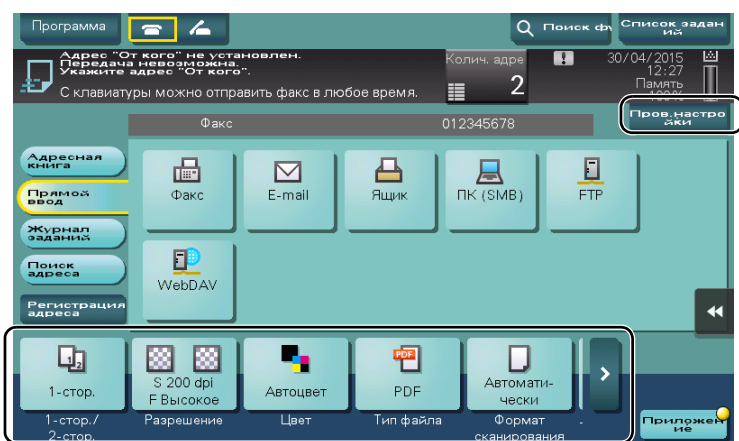 Программа
Поиск фу
Список задан
ий
Адрес "От кого" не установлен.
Передача невозможна.
Укажите адрес "От кого".
С клавиатуры можно отправить факс в любое время.
Колич. адре
2
30/04/2015
12:27
Память
100%
Пров.настро
йки
Факс
012345678
Адресная
книга
Прямой
ввод
Журнал
заданий
Поиск
адреса
Регистрация
адреса
Факс
E-mail
Ящик
ПК (SMB)
FTP
WebDAV
1-стор.
S 200 dpi
F Высокое
Автоцвет
PDF
PDF
Автомати-
чески
1-стор./
2-стор.
Разрешение
Цвет
Тип файла
Формат
сканирования
Приложен
ие